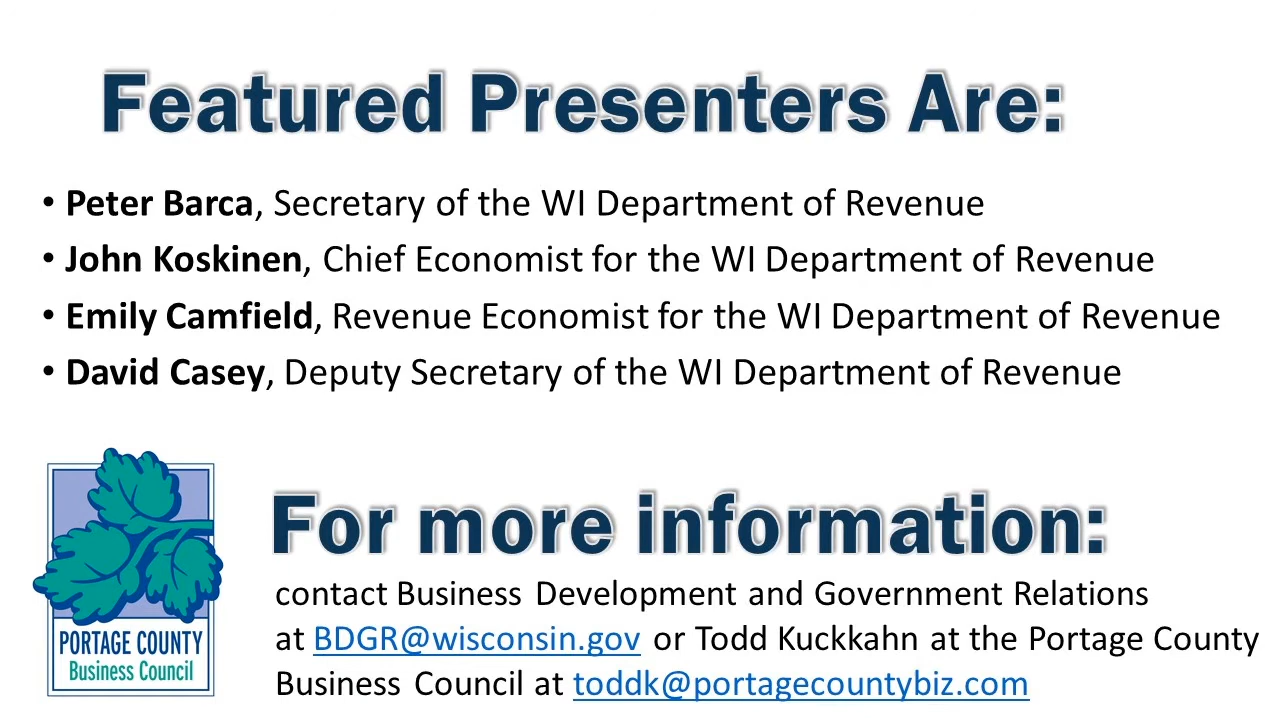 Featured Presenters Are:
• Peter Barca, Secretary of the WI Department of Revenue
• John Koskinen, Chief Economist for the WI Department of Revenue
• Emily Camfield, Revenue Economist for the WI Department of Revenue
• David Casey, Deputy Secretary of the WI Department of Revenue
PORTAGE COUNTY
Business Council
For more information:
contact Business Development and Government Relations
at BDGR@wisconsin.gov or Todd Kuckkahn at the Portage County
Business Council at toddk@portagecountybiz.com